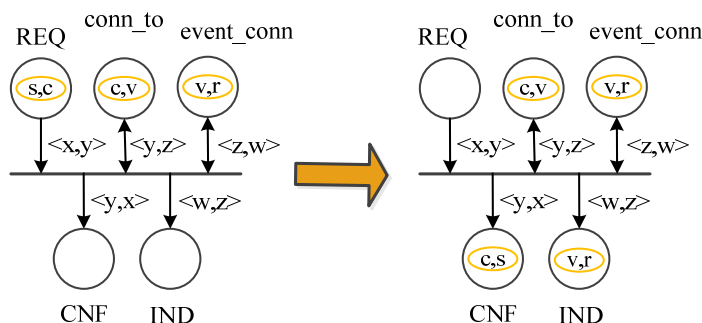 REQ conn_to event_conn
s,c c,v v,r
<x,y> <y,z> <z,w>
<y,x> <w,z>
CNF IND
REQ conn_to event_conn
c,v v,r
<x,y> <y,z> <z,w>
<y,x> <w,z>
c,s v,r
CNF IND